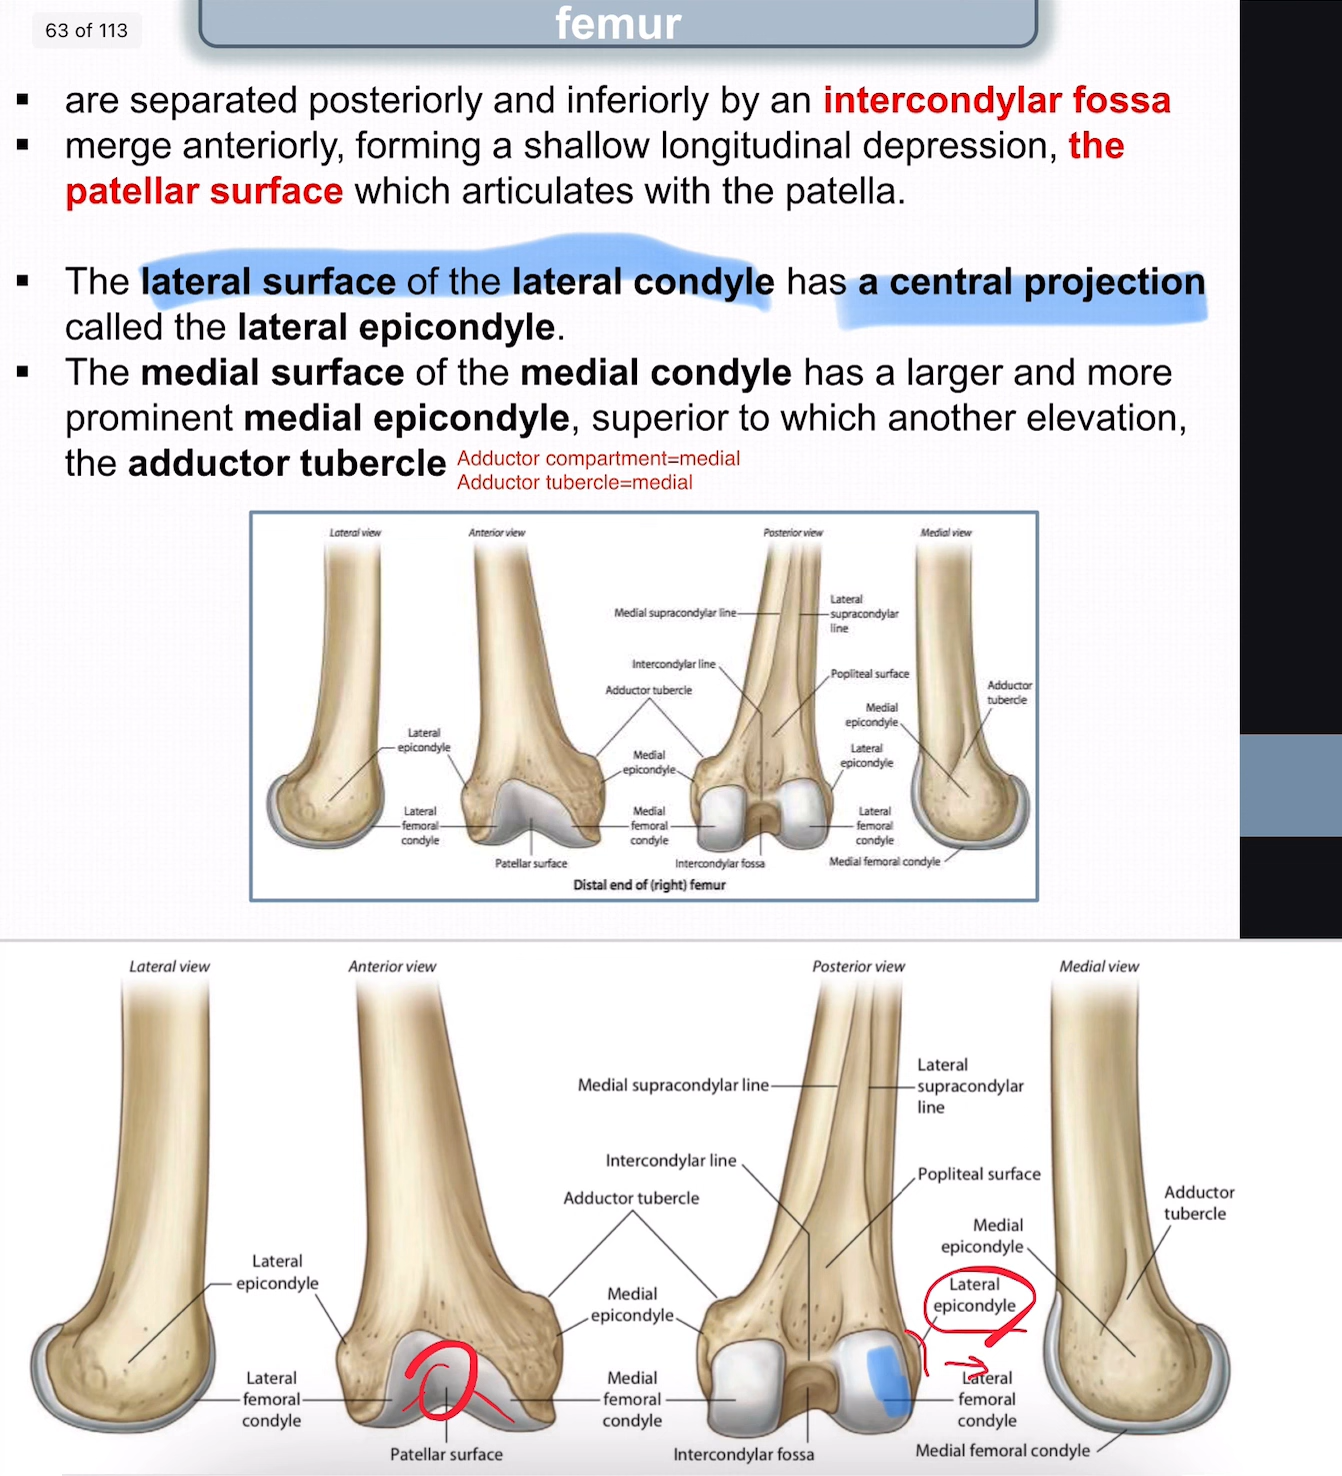 63 of 113
femur
▪ are separated posteriorly and inferiorly by an intercondylar fossa
▪ merge anteriorly, forming a shallow longitudinal depression, the
patellar surface which articulates with the patella.
▪ The lateral surface of the lateral condyle has a central projection
called the lateral epicondyle.
▪ The medial surface of the medial condyle has a larger and more
prominent medial epicondyle, superior to which another elevation,
the adductor tubercle
Adductor compartment=medial
Adductor tubercle=medial
Lateral view
Anterior view
Posterior view
Medial view
Medial supracondylar line
Lateral
supracondylar
line
Intercondylar line
Adductor tubercle
Popliteal surface
Medial
epicondyle
Adductor
tubercle
Lateral
epicondyle
Medial
epicondyle
Lateral
epicondyle
Lateral
femoral
condyle
Medial
femoral
condyle
Lateral
femoral
condyle
Patellar surface
Intercondylar fossa
Medial femoral condyle
Distal end of (right) femur
Lateral view
Anterior view
Posterior view
Medial view
Medial supracondylar line
Lateral
supracondylar
line
Intercondylar line
Adductor tubercle
Popliteal surface
Adductor
tubercle
Medial
epicondyle
Lateral
epicondyle
Medial
epicondyle
Lateral
epicondyle
Lateral
femoral
condyle
Medial
femoral
condyle
Lateral
femoral
condyle
Patellar surface
Intercondylar fossa
Medial femoral condyle